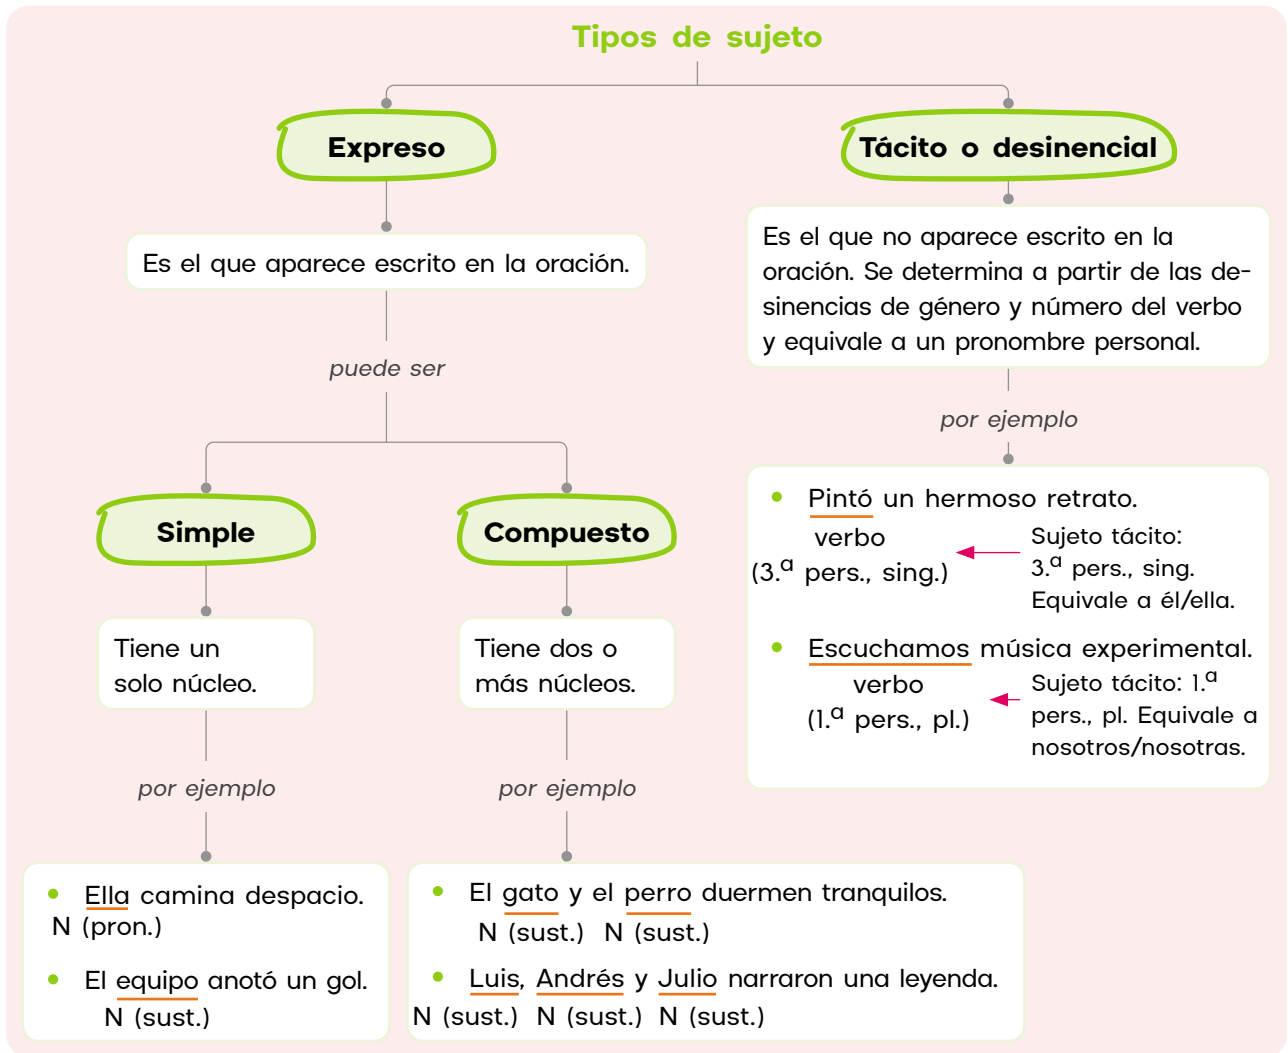 Tipos de sujeto
Expreso
Es el que aparece escrito en la oración.
puede ser
Simple
Tiene un
solo núcleo.
por ejemplo
• Ella camina despacio.
N (pron.)
• El equipo anotó un gol.
N (sust.)
Compuesto
Tiene dos o
más núcleos.
por ejemplo
• El gato y el perro duermen tranquilos.
N (sust.) N (sust.)
• Luis, Andrés y Julio narraron una leyenda.
N (sust.) N (sust.) N (sust.)
Tácito o desinencial
Es el que no aparece escrito en la
oración. Se determina a partir de las de-
sinencias de género y número del verbo
y equivale a un pronombre personal.
por ejemplo
• Pintó un hermoso retrato.
verbo
(3.ª pers., sing.)
Sujeto tácito:
3.ª pers., sing.
Equivale a él/ella.
• Escuchamos música experimental.
verbo
(1.ª pers., pl.)
Sujeto tácito: 1.ª
pers., pl. Equivale a
nosotros/nosotras.